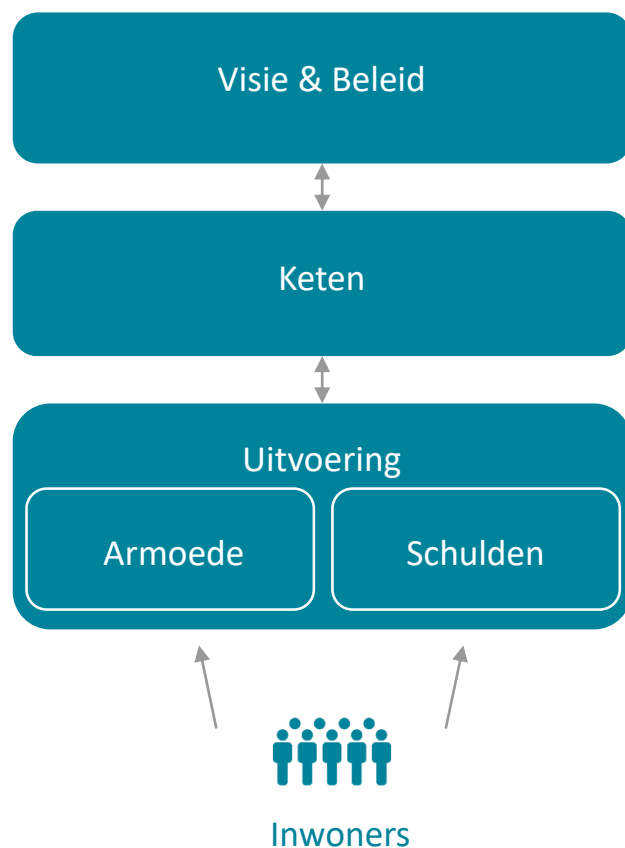 Visie & Beleid
Keten
Uitvoering
Armoede
Schulden
Inwoners